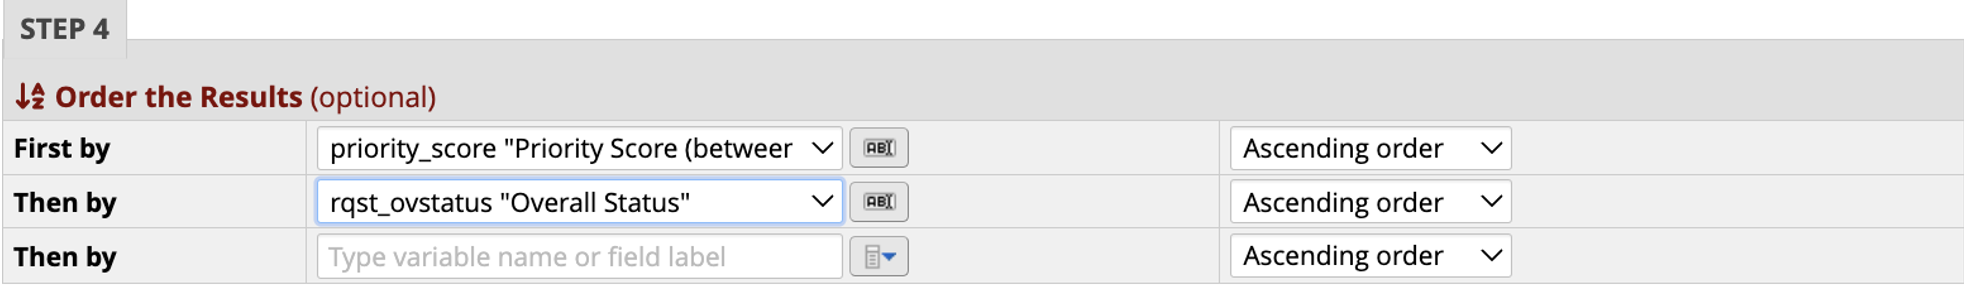 STEP 4
Order the Results (optional)
First by priority_score "Priority Score (betweer Ascending order
Then by rqst_ovstatus "Overall Status" Ascending order
Then by Type variable name or field label Ascending order